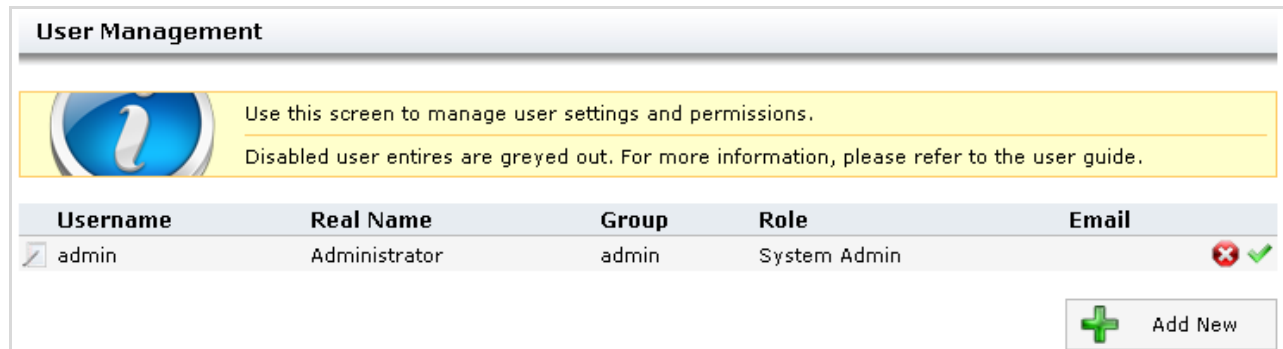 User Management
Use this screen to manage user settings and permissions.
Disabled user entires are greyed out. For more information, please refer to the user guide.
Username Real Name Group Role Email
admin Administrator admin System Admin
Add New